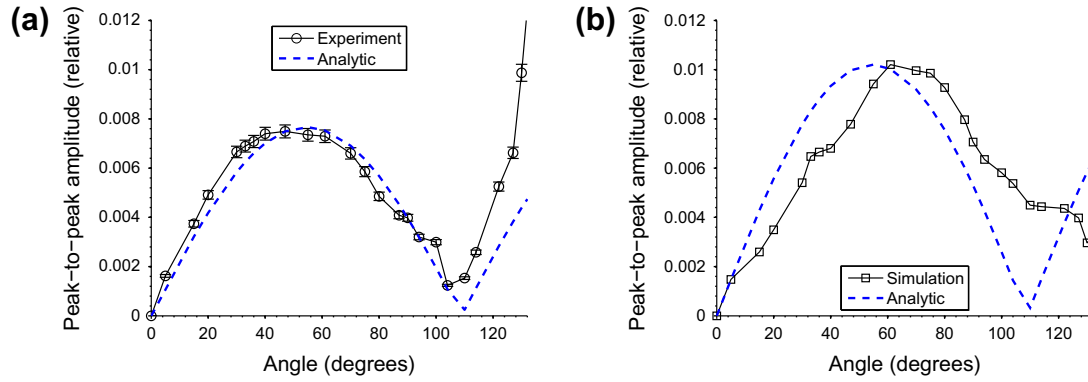 (a)
Peak−to−peak amplitude (relative)
0.012
0.01
0.008
0.006
0.004
0.002
0
Experiment
Analytic
0 20 40 60 80 100 120
Angle (degrees)
(b)
Peak−to−peak amplitude (relative)
0.012
0.01
0.008
0.006
0.004
0.002
0
Simulation
Analytic
0 20 40 60 80 100 120
Angle (degrees)